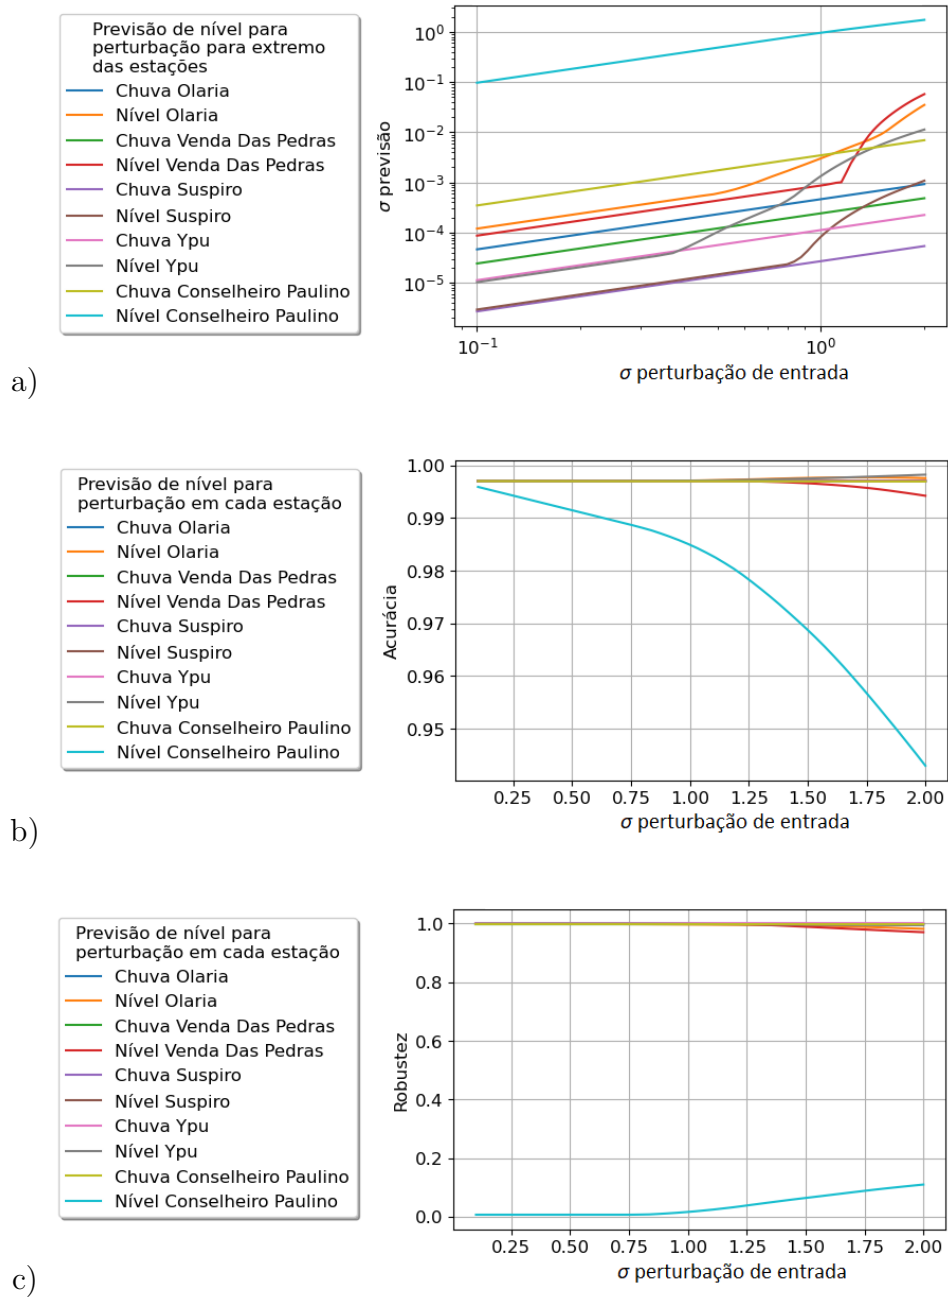 Previsão de nível para
perturbação para extremo
das estações
Chuva Olaria
Nível Olaria
Chuva Venda Das Pedras
Nível Venda Das Pedras
Chuva Suspiro
Nível Suspiro
Chuva Ypu
Nível Ypu
Chuva Conselheiro Paulino
Nível Conselheiro Paulino
σ previsão
10⁰
10⁻¹
10⁻²
10⁻³
10⁻⁴
10⁻⁵
10⁻¹ 10⁰
σ perturbação de entrada
a)
Previsão de nível para
perturbação em cada estação
Chuva Olaria
Nível Olaria
Chuva Venda Das Pedras
Nível Venda Das Pedras
Chuva Suspiro
Nível Suspiro
Chuva Ypu
Nível Ypu
Chuva Conselheiro Paulino
Nível Conselheiro Paulino
Acurácia
1.00
0.99
0.98
0.97
0.96
0.95
0.25 0.50 0.75 1.00 1.25 1.50 1.75 2.00
σ perturbação de entrada
b)
Previsão de nível para
perturbação em cada estação
Chuva Olaria
Nível Olaria
Chuva Venda Das Pedras
Nível Venda Das Pedras
Chuva Suspiro
Nível Suspiro
Chuva Ypu
Nível Ypu
Chuva Conselheiro Paulino
Nível Conselheiro Paulino
Robustez
1.0
0.8
0.6
0.4
0.2
0.0
0.25 0.50 0.75 1.00 1.25 1.50 1.75 2.00
σ perturbação de entrada
c)